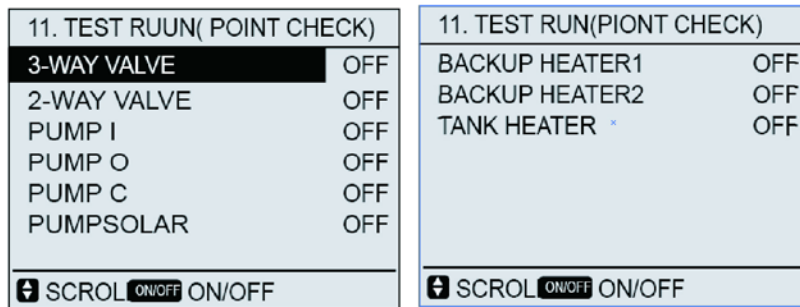 11. TEST RUUN( POINT CHECK)
3-WAY VALVE OFF
2-WAY VALVE OFF
PUMP I OFF
PUMP O OFF
PUMP C OFF
PUMPSOLAR OFF
SCROL ON/OFF ON/OFF
11. TEST RUN(PIONT CHECK)
BACKUP HEATER1 OFF
BACKUP HEATER2 OFF
TANK HEATER × OFF
SCROL ON/OFF ON/OFF